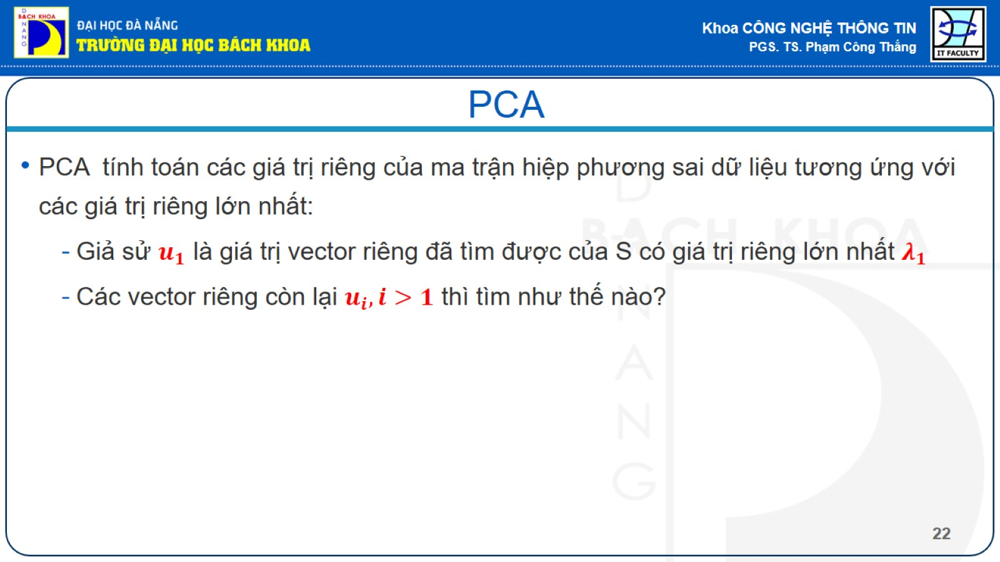 D
BACH KHOA
N
A
N
G
ĐẠI HỌC ĐÀ NẴNG
TRƯỜNG ĐẠI HỌC BÁCH KHOA
Khoa CÔNG NGHỆ THÔNG TIN
PGS. TS. Phạm Công Thắng
IT FACULTY
PCA
• PCA tính toán các giá trị riêng của ma trận hiệp phương sai dữ liệu tương ứng với
các giá trị riêng lớn nhất:
- Giả sử u₁ là giá trị vector riêng đã tìm được của S có giá trị riêng lớn nhất λ₁
- Các vector riêng còn lại uᵢ, i > 1 thì tìm như thế nào?
D
BACH KHOA
N
A
N
G
22